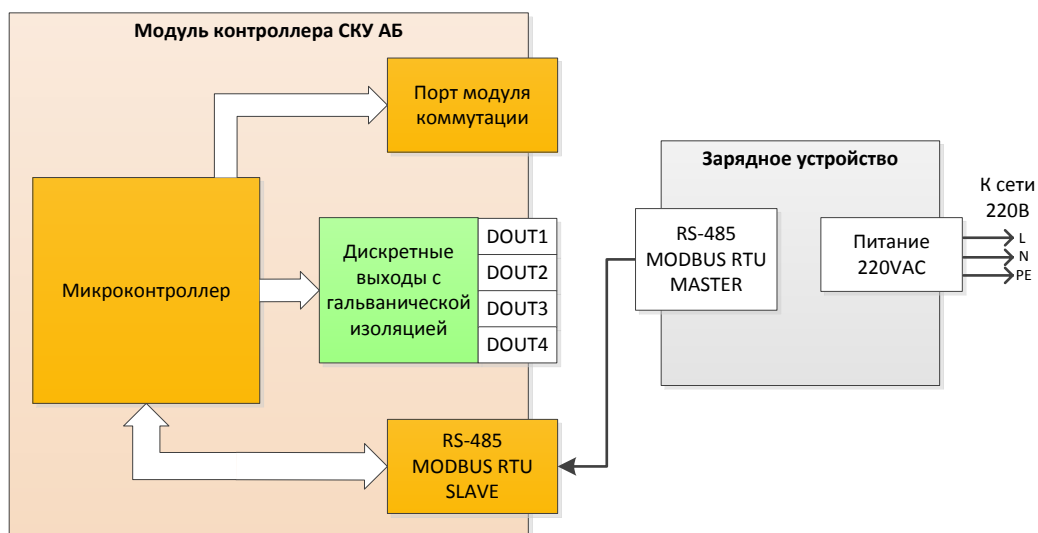 Модуль контроллера СКУ АБ
Порт модуля
коммутации
Микроконтроллер
Дискретные
выходы с
гальванической
изоляцией
DOUT1
DOUT2
DOUT3
DOUT4
RS-485
MODBUS RTU
SLAVE
Зарядное устройство
RS-485
MODBUS RTU
MASTER
Питание
220VAC
К сети
220В
L
N
PE